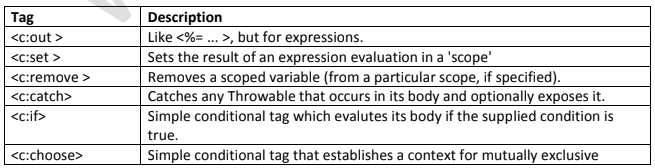 Tag Description
<c:out > Like <%= ... >, but for expressions.
<c:set > Sets the result of an expression evaluation in a 'scope'
<c:remove > Removes a scoped variable (from a particular scope, if specified).
<c:catch> Catches any Throwable that occurs in its body and optionally exposes it.
<c:if> Simple conditional tag which evalutes its body if the supplied condition is
true.
<c:choose> Simple conditional tag that establishes a context for mutually exclusive